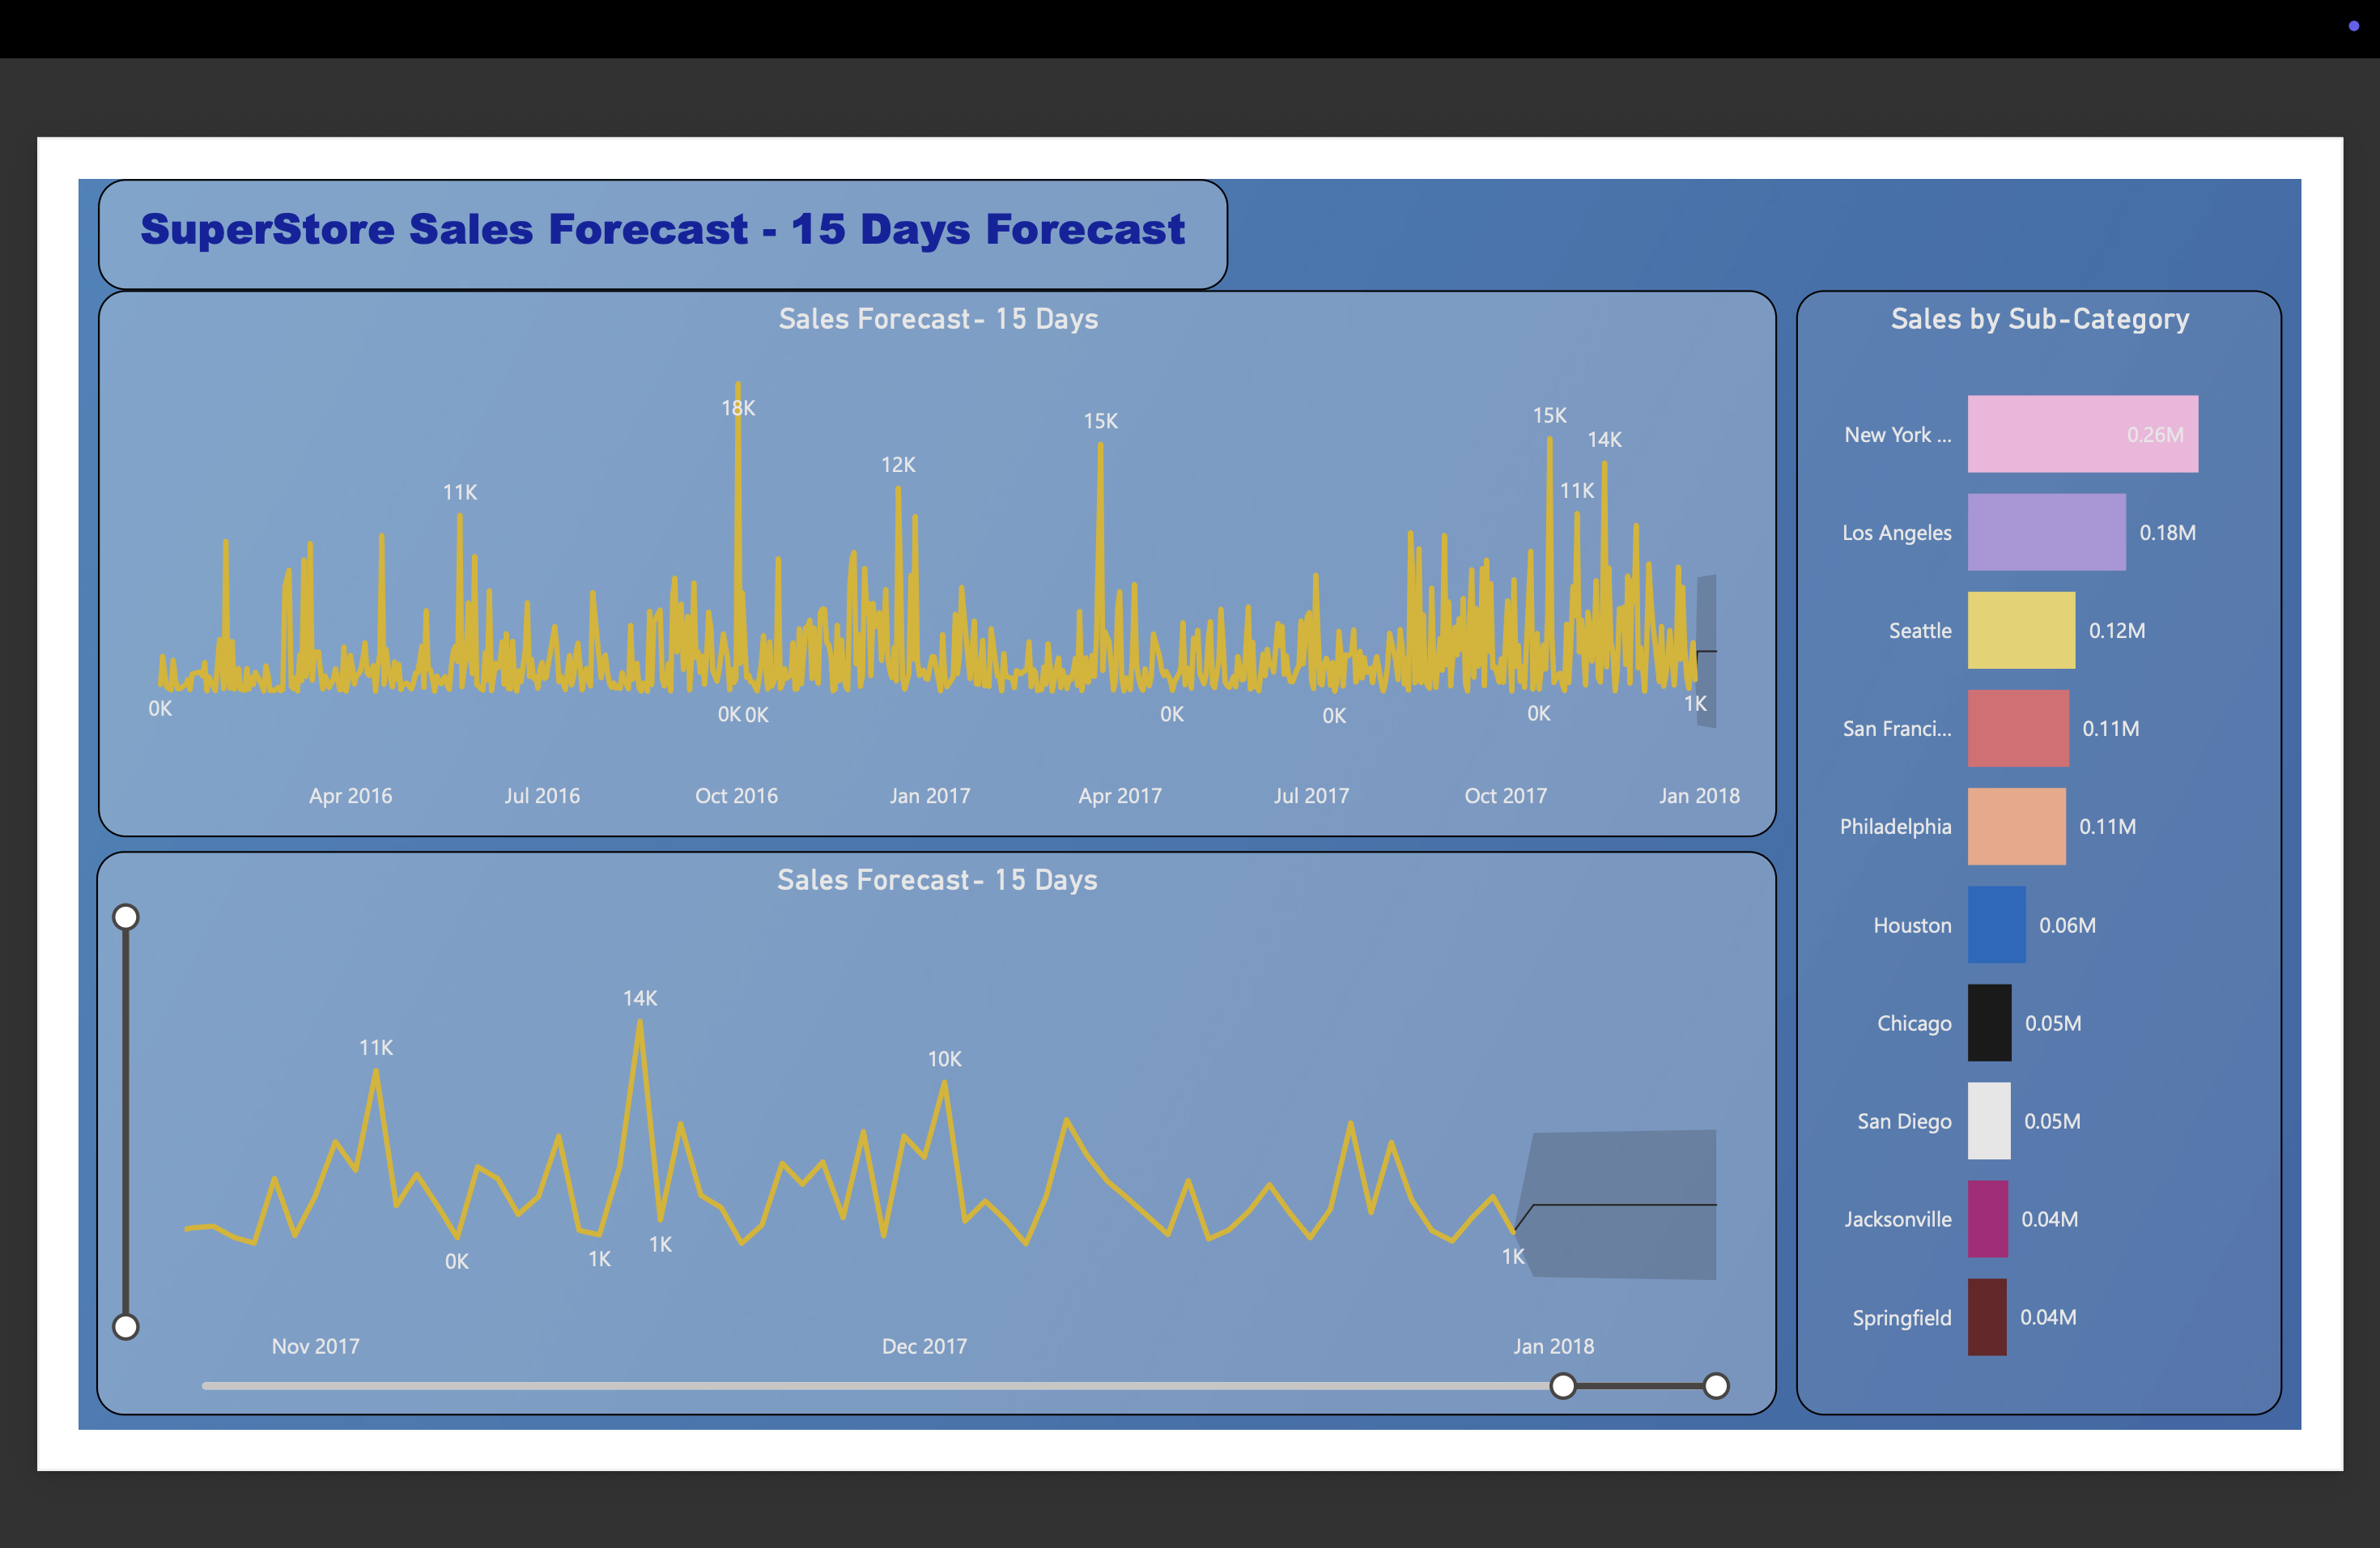 SuperStore Sales Forecast - 15 Days Forecast
Sales Forecast- 15 Days
18K
15K
15K
14K
12K
11K
11K
0K
0K 0K
0K
0K
0K
1K
Apr 2016 Jul 2016 Oct 2016 Jan 2017 Apr 2017 Jul 2017 Oct 2017 Jan 2018
Sales Forecast- 15 Days
14K
11K
10K
0K
1K
1K
1K
Nov 2017 Dec 2017 Jan 2018
Sales by Sub-Category
New York ... 0.26M
Los Angeles 0.18M
Seattle 0.12M
San Franci... 0.11M
Philadelphia 0.11M
Houston 0.06M
Chicago 0.05M
San Diego 0.05M
Jacksonville 0.04M
Springfield 0.04M